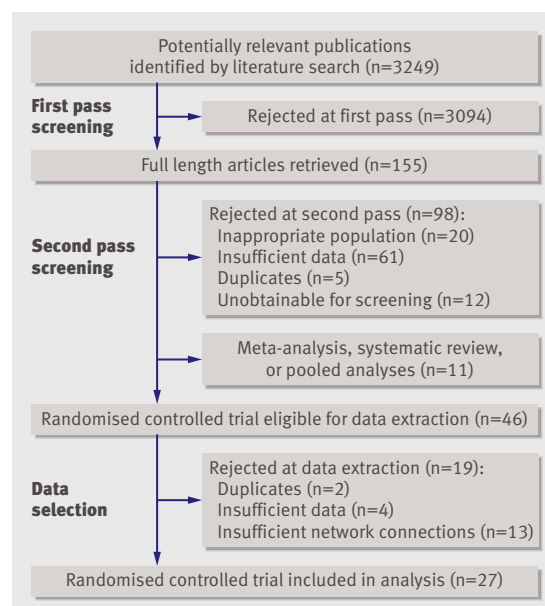 Potentially relevant publications
identified by literature search (n=3249)
First pass
screening
Rejected at first pass (n=3094)
Full length articles retrieved (n=155)
Second pass
screening
Rejected at second pass (n=98):
Inappropriate population (n=20)
Insufficient data (n=61)
Duplicates (n=5)
Unobtainable for screening (n=12)
Meta-analysis, systematic review,
or pooled analyses (n=11)
Randomised controlled trial eligible for data extraction (n=46)
Data
selection
Rejected at data extraction (n=19):
Duplicates (n=2)
Insufficient data (n=4)
Insufficient network connections (n=13)
Randomised controlled trial included in analysis (n=27)